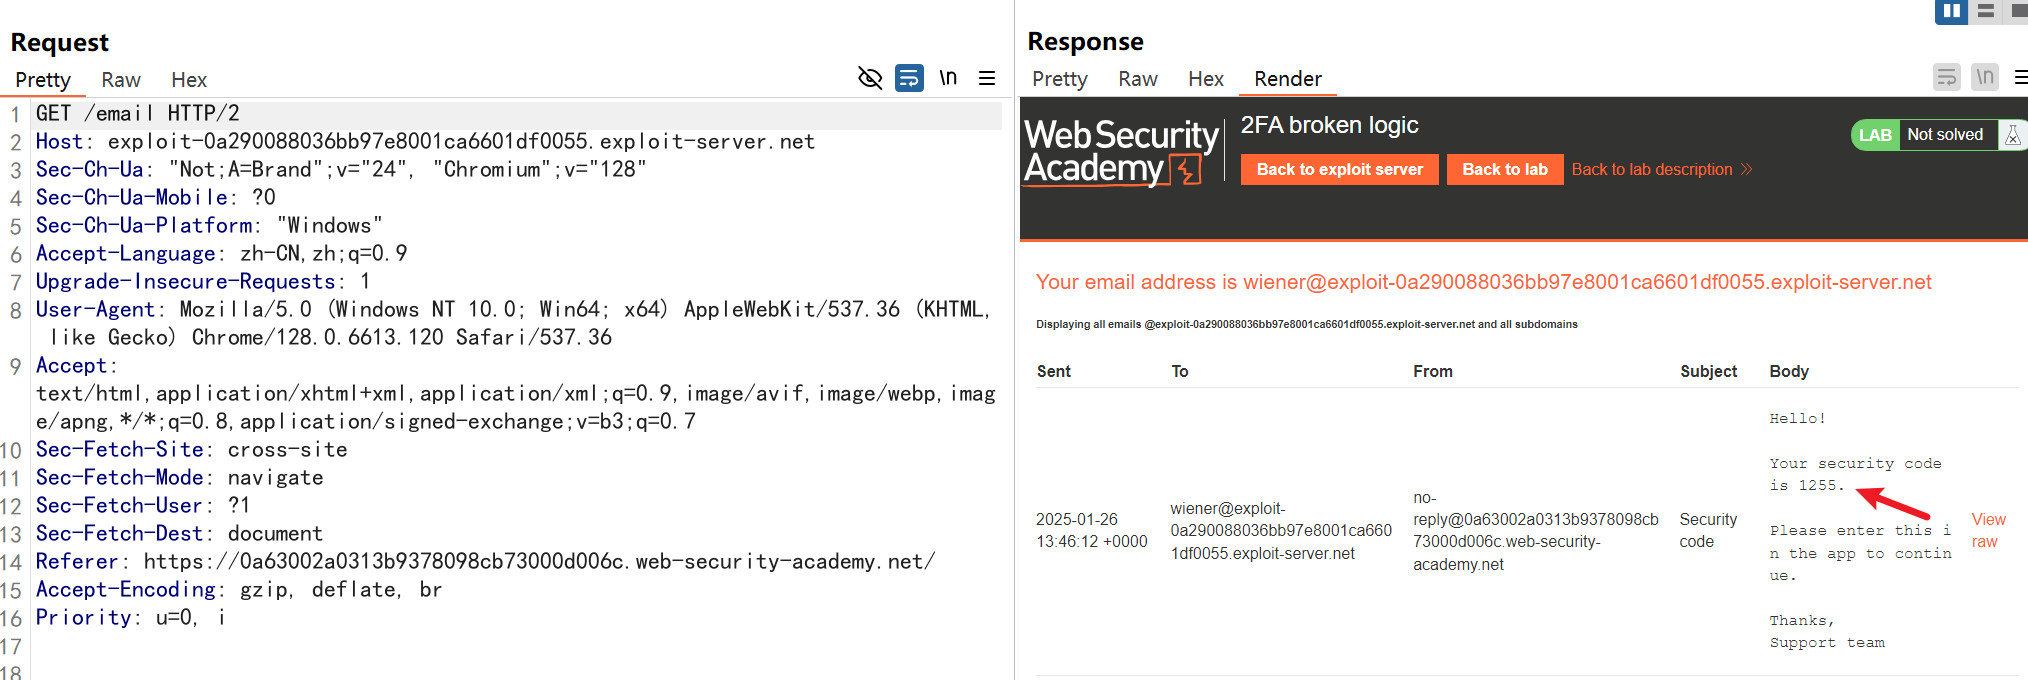 Request
Pretty Raw Hex \n
1 GET /email HTTP/2
2 Host: exploit-0a290088036bb97e8001ca6601df0055.exploit-server.net
3 Sec-Ch-Ua: "Not;A=Brand";v="24", "Chromium";v="128"
4 Sec-Ch-Ua-Mobile: ?0
5 Sec-Ch-Ua-Platform: "Windows"
6 Accept-Language: zh-CN,zh;q=0.9
7 Upgrade-Insecure-Requests: 1
8 User-Agent: Mozilla/5.0 (Windows NT 10.0; Win64; x64) AppleWebKit/537.36 (KHTML,
like Gecko) Chrome/128.0.6613.120 Safari/537.36
9 Accept:
text/html,application/xhtml+xml,application/xml;q=0.9,image/avif,image/webp,imag
e/apng,*/*;q=0.8,application/signed-exchange;v=b3;q=0.7
10 Sec-Fetch-Site: cross-site
11 Sec-Fetch-Mode: navigate
12 Sec-Fetch-User: ?1
13 Sec-Fetch-Dest: document
14 Referer: https://0a63002a0313b9378098cb73000d006c.web-security-academy.net/
15 Accept-Encoding: gzip, deflate, br
16 Priority: u=0, i
17
18
Response
Pretty Raw Hex Render \n
WebSecurity
Academy
2FA broken logic
Back to exploit server Back to lab Back to lab description
LAB Not solved
Your email address is wiener@exploit-0a290088036bb97e8001ca6601df0055.exploit-server.net
Displaying all emails @exploit-0a290088036bb97e8001ca6601df0055.exploit-server.net and all subdomains
Sent To From Subject Body
2025-01-26
13:46:12 +0000
wiener@exploit-
0a290088036bb97e8001ca660
1df0055.exploit-server.net
no-
reply@0a63002a0313b9378098cb
73000d006c.web-security-
academy.net
Security
code
Hello!
Your security code
is 1255.
Please enter this i
n the app to contin
ue.
Thanks,
Support team
View
raw